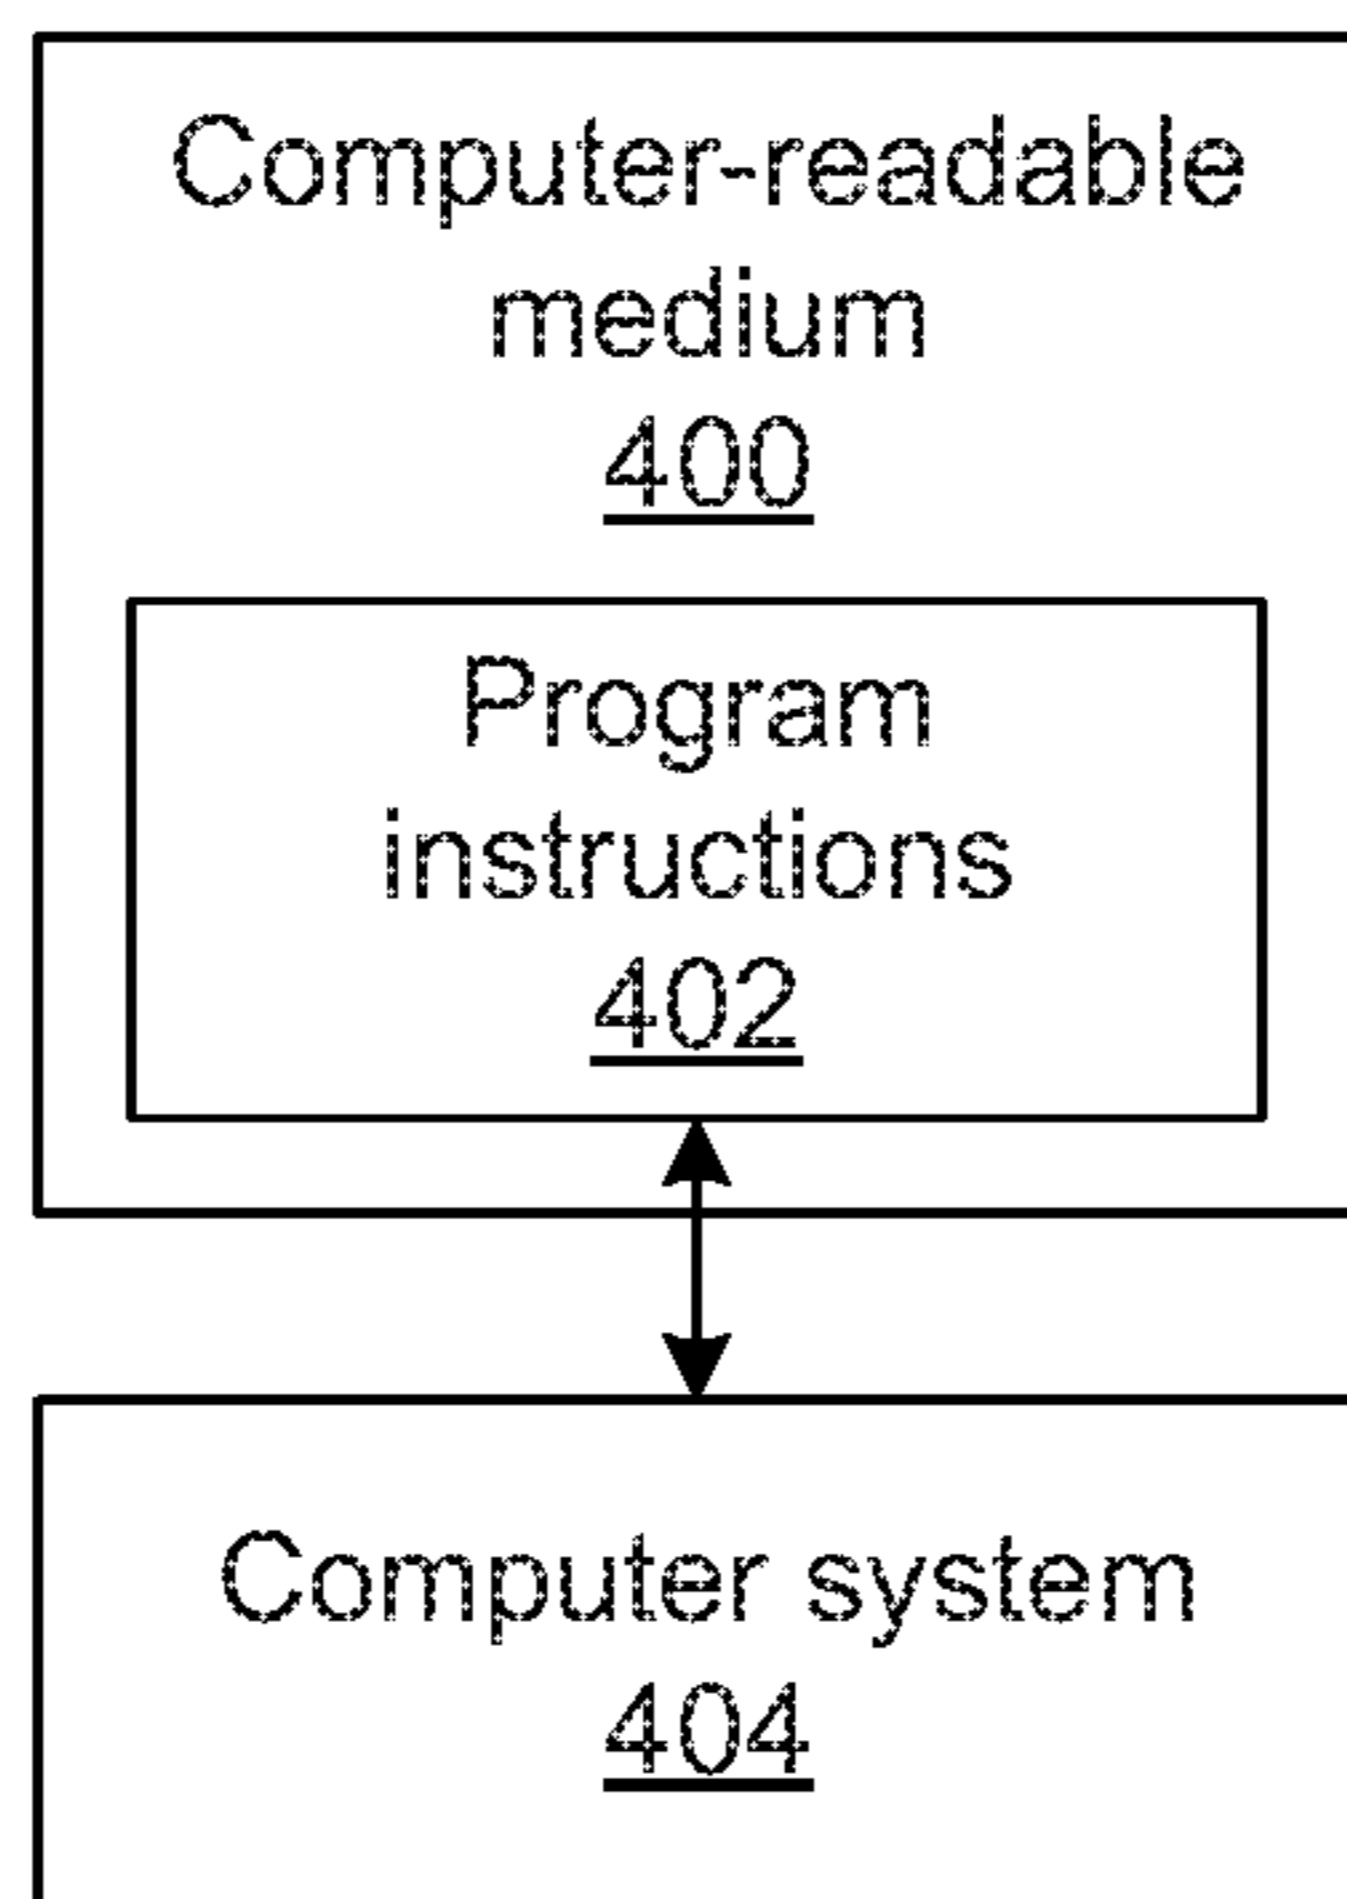 Computer-readable
medium
400
Program
instructions
402
Computer system
404